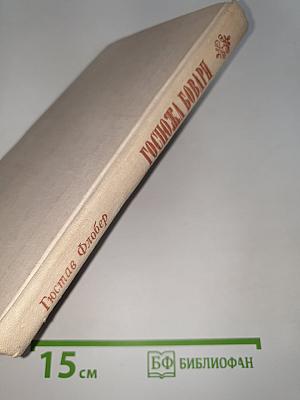 Гюстав Флобер
ГОСПОЖА БОВАРИ
15 см
БФ БИБЛИОФАН